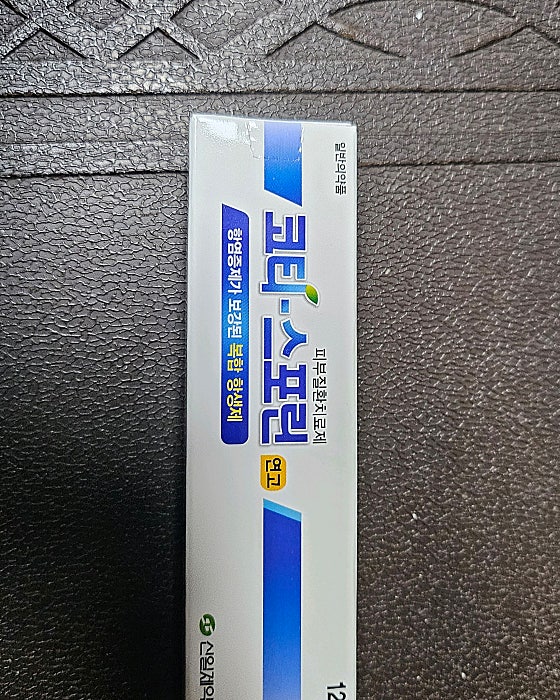 일반의약품
피부질환치료제
코티·스포린
연고
항염증제가 보강된 복합 항생제
신일제약
12